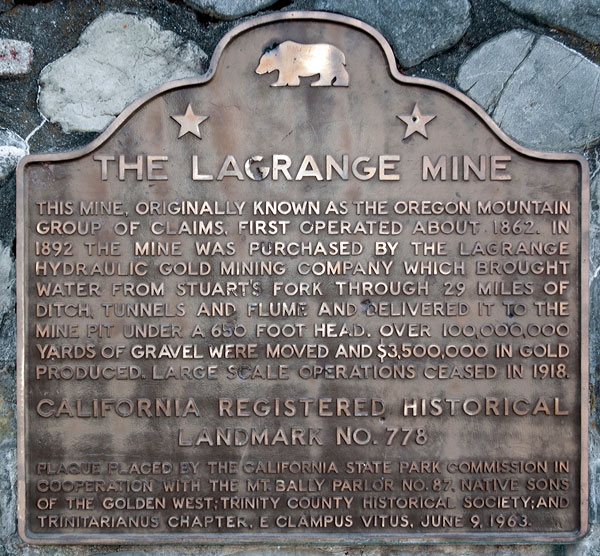 THE LAGRANGE MINE
THIS MINE, ORIGINALLY KNOWN AS THE OREGON MOUNTAIN
GROUP OF CLAIMS, FIRST OPERATED ABOUT 1862. IN
1892 THE MINE WAS PURCHASED BY THE LAGRANGE
HYDRAULIC GOLD MINING COMPANY WHICH BROUGHT
WATER FROM STUART'S FORK THROUGH 29 MILES OF
DITCH, TUNNELS AND FLUME AND DELIVERED IT TO THE
MINE PIT UNDER A 650 FOOT HEAD. OVER 100,000,000
YARDS OF GRAVEL WERE MOVED AND $3,500,000 IN GOLD
PRODUCED. LARGE SCALE OPERATIONS CEASED IN 1918.
CALIFORNIA REGISTERED HISTORICAL
LANDMARK NO. 778
PLAQUE PLACED BY THE CALIFORNIA STATE PARK COMMISSION IN
COOPERATION WITH THE MT. BALLY PARLOR NO. 87, NATIVE SONS
OF THE GOLDEN WEST; TRINITY COUNTY HISTORICAL SOCIETY; AND
TRINITARIANUS CHAPTER, E CLAMPUS VITUS, JUNE 9, 1963.